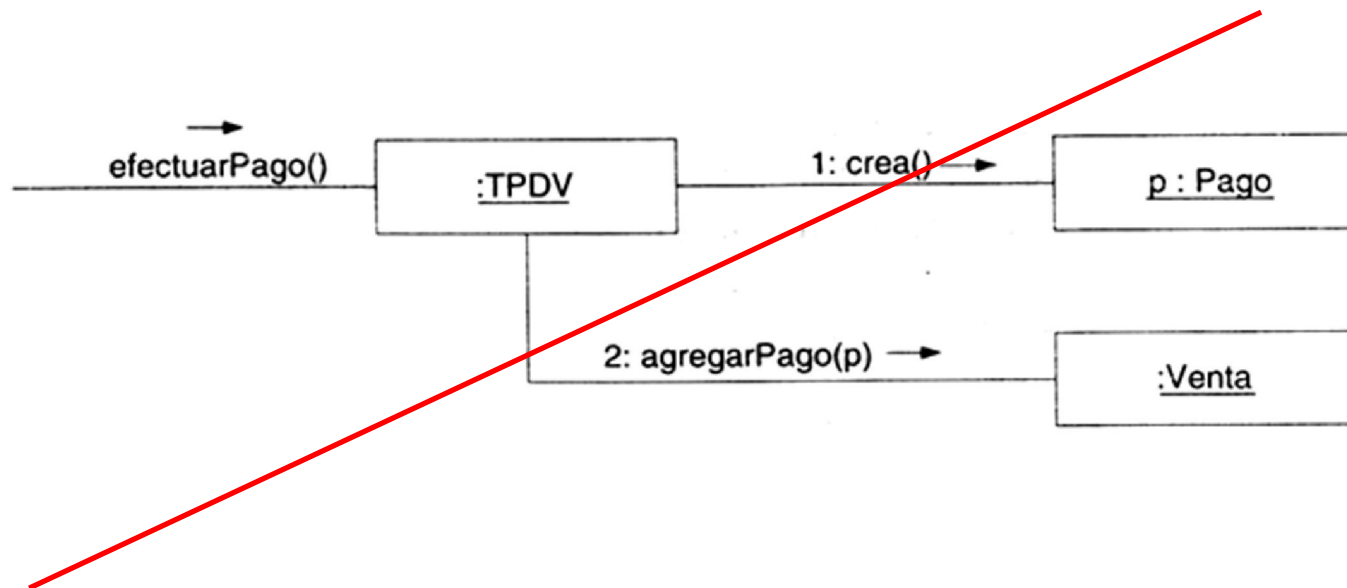 efectuarPago()
:TPDV
1: crea()
p : Pago
2: agregarPago(p)
:Venta